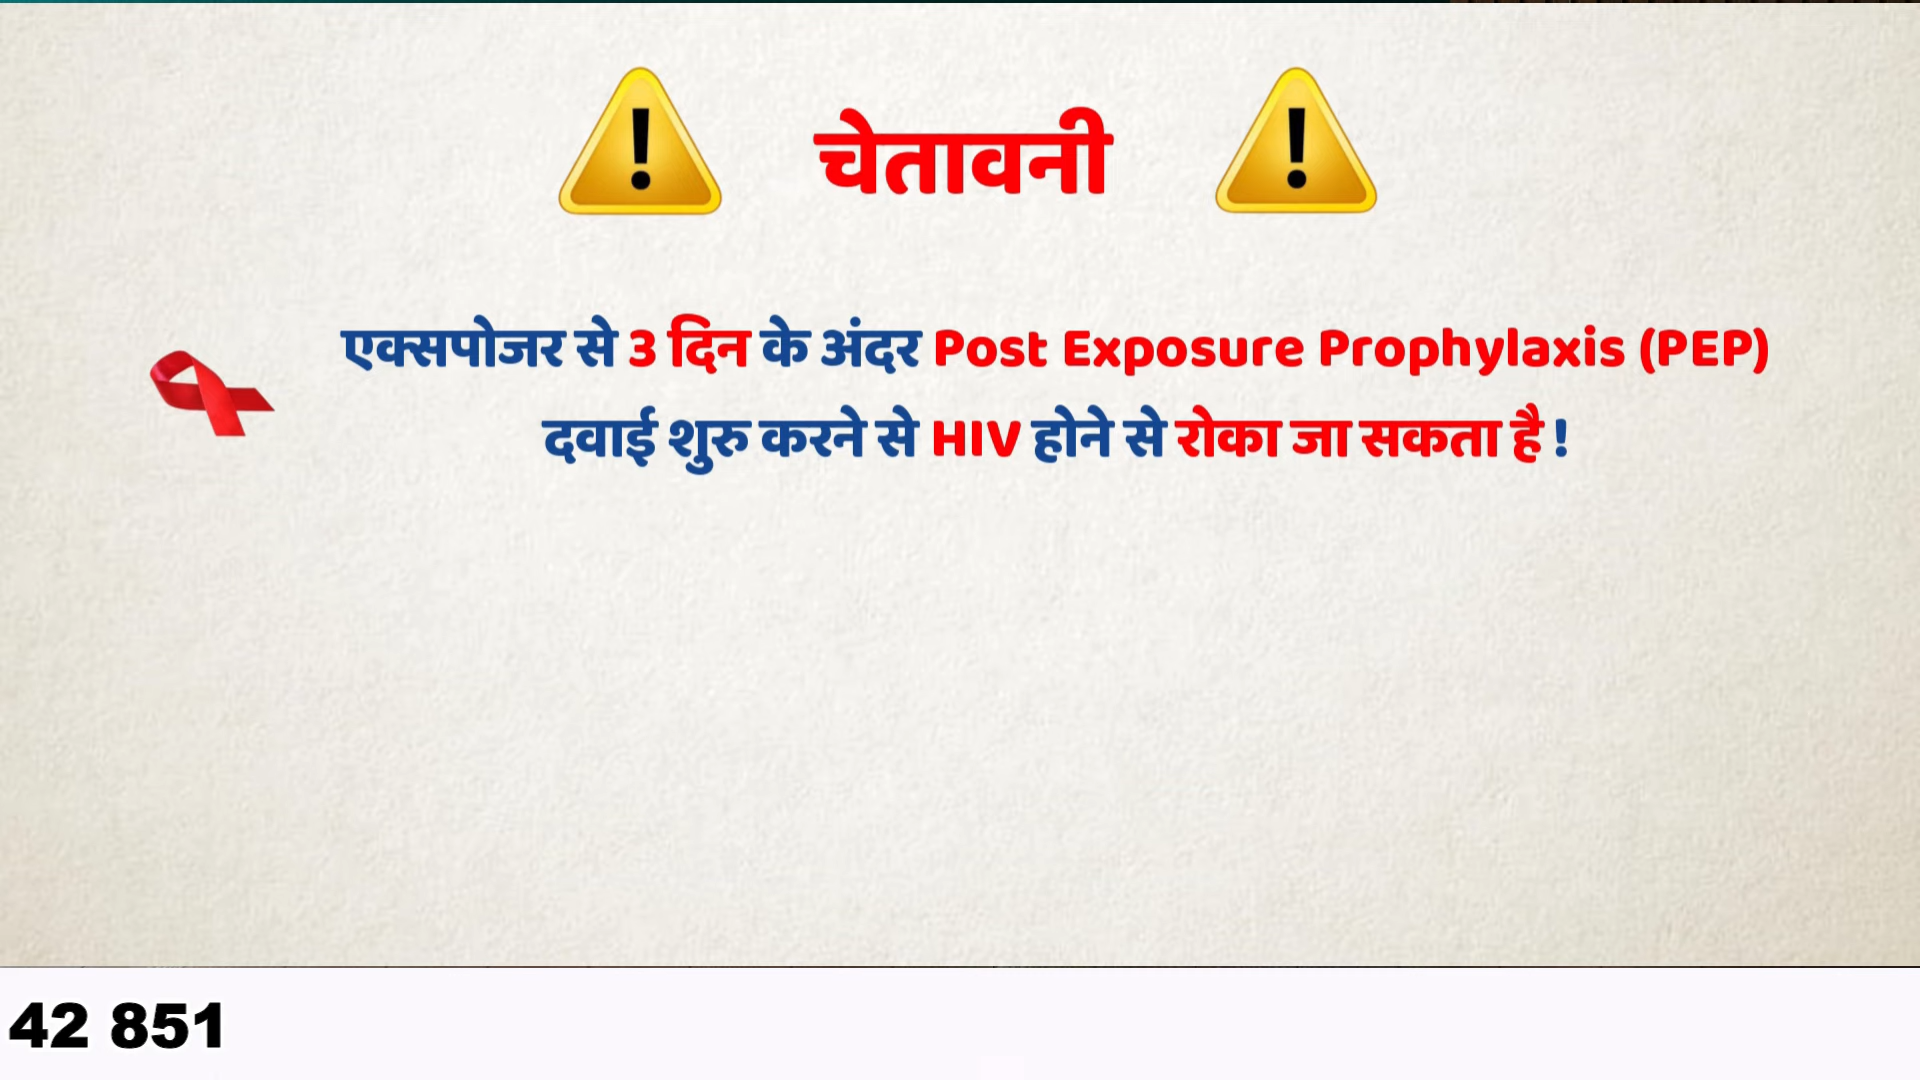 चेतावनी
एक्सपोजर से 3 दिन के अंदर Post Exposure Prophylaxis (PEP)
दवाई शुरु करने से HIV होने से रोका जा सकता है !
42 851